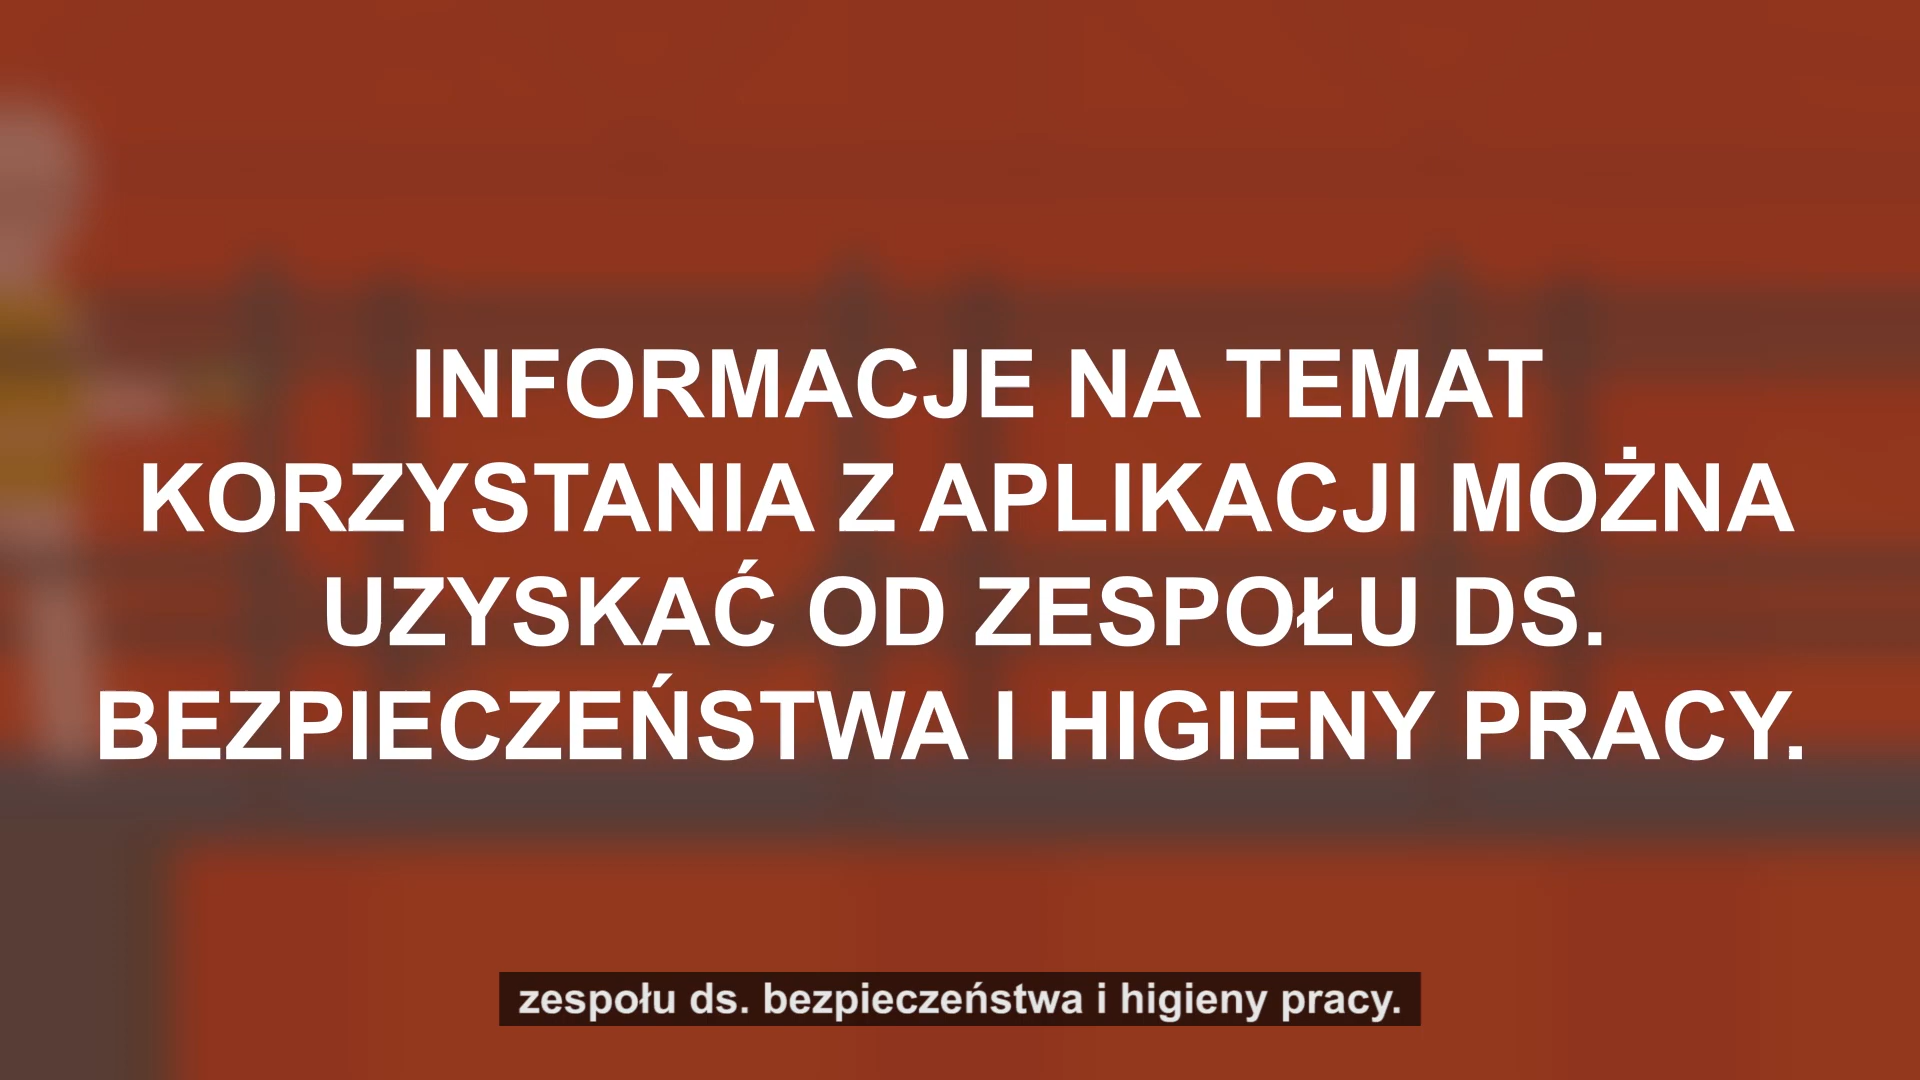 INFORMACJE NA TEMAT
KORZYSTANIA Z APLIKACJI MOŻNA
UZYSKAĆ OD ZESPOŁU DS.
BEZPIECZEŃSTWA I HIGIENY PRACY.
zespołu ds. bezpieczeństwa i higieny pracy.